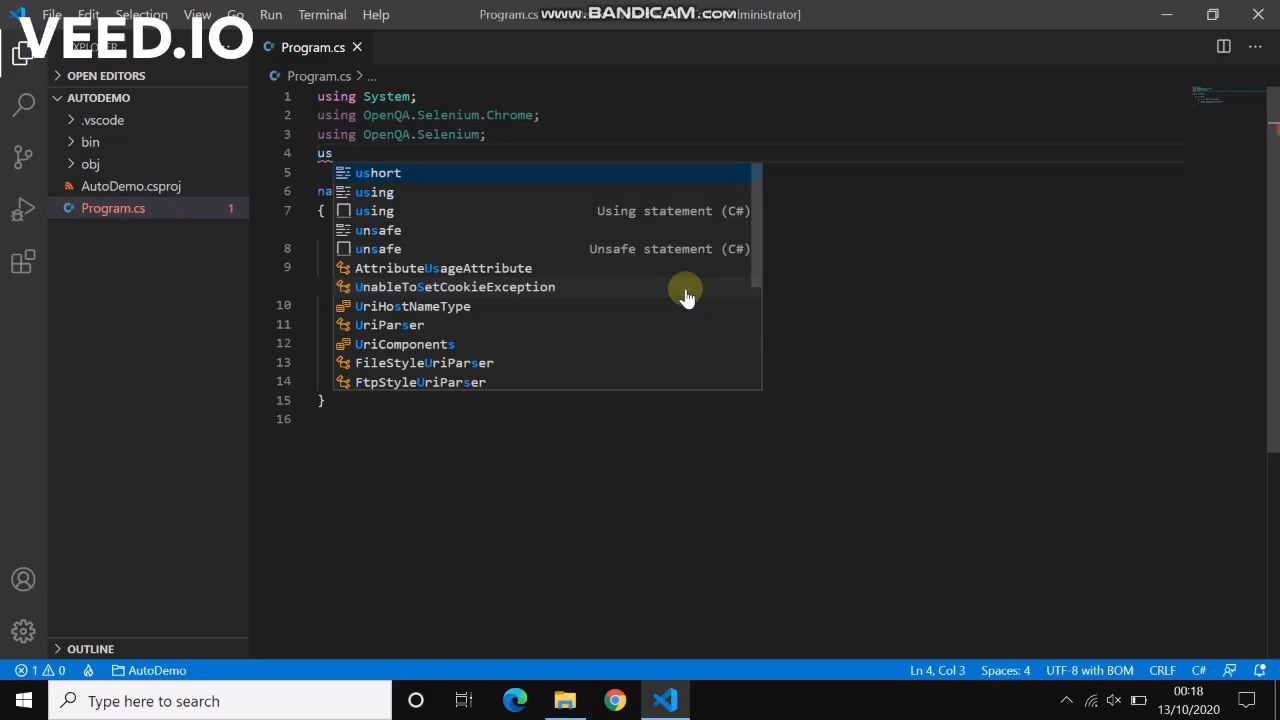 File Edit Selection View Go Run Terminal Help
Program.cs
www.BANDICAM.com
VEED.IO
Program.cs
OPEN EDITORS
Program.cs > ...
AUTODEMO
.vscode
bin
obj
AutoDemo.csproj
Program.cs 1
1 using System;
2 using OpenQA.Selenium.Chrome;
3 using OpenQA.Selenium;
4 us
5 ushort
using
6 na
7 { using Using statement (C#)
unsafe
8 unsafe Unsafe statement (C#)
9 AttributeUsageAttribute
UnableToSetCookieException
10 UriHostNameType
11 UriParser
12 UriComponents
13 FileStyleUriParser
14 FtpStyleUriParser
15 }
16
OUTLINE
1 0 AutoDemo Ln 4, Col 3 Spaces: 4 UTF-8 with BOM CRLF C#
Type here to search
00:18
13/10/2020